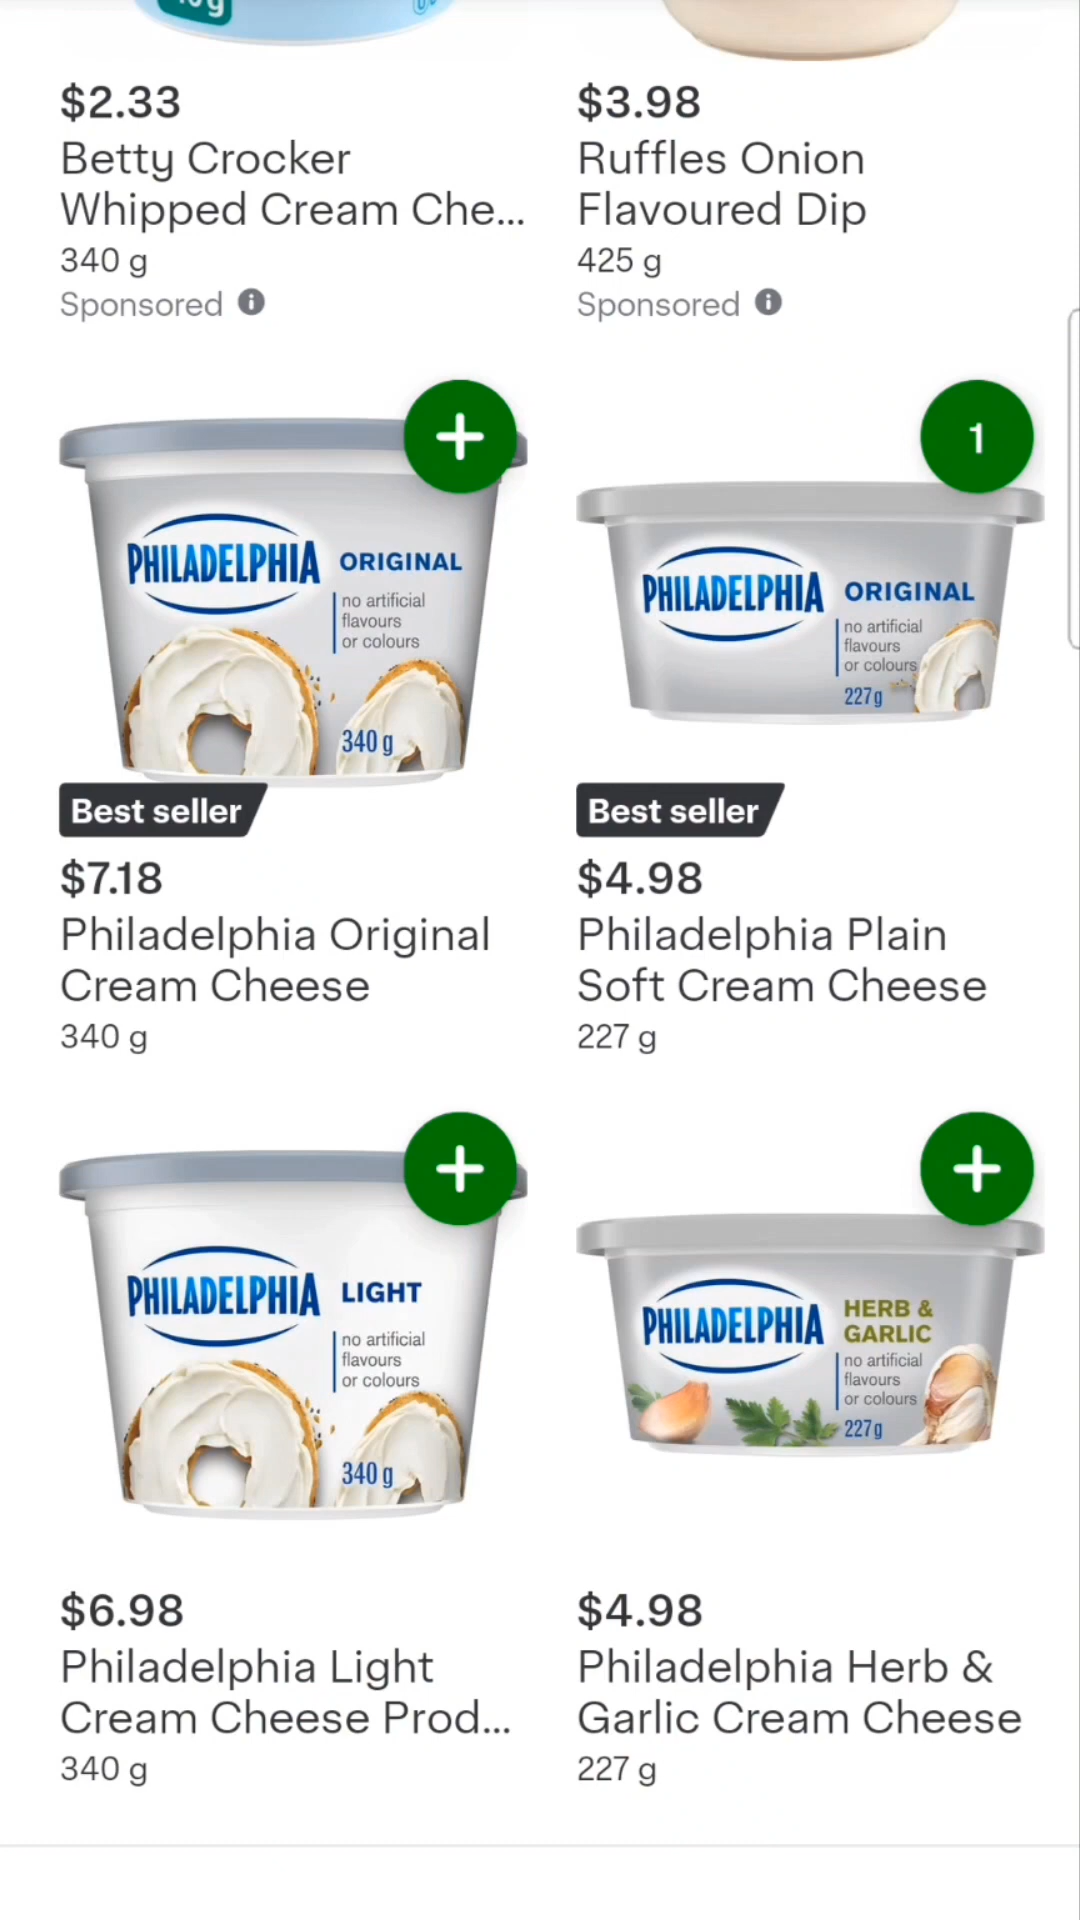 $2.33
Betty Crocker
Whipped Cream Che...
340 g
Sponsored
$3.98
Ruffles Onion
Flavoured Dip
425 g
Sponsored
PHILADELPHIA ORIGINAL
no artificial
flavours
or colours
340 g
Best seller
$7.18
Philadelphia Original
Cream Cheese
340 g
1
PHILADELPHIA ORIGINAL
no artificial
flavours
or colours
227g
Best seller
$4.98
Philadelphia Plain
Soft Cream Cheese
227 g
PHILADELPHIA LIGHT
no artificial
flavours
or colours
340 g
$6.98
Philadelphia Light
Cream Cheese Prod...
340 g
PHILADELPHIA HERB &
GARLIC
no artificial
flavours
or colours
227g
$4.98
Philadelphia Herb &
Garlic Cream Cheese
227 g